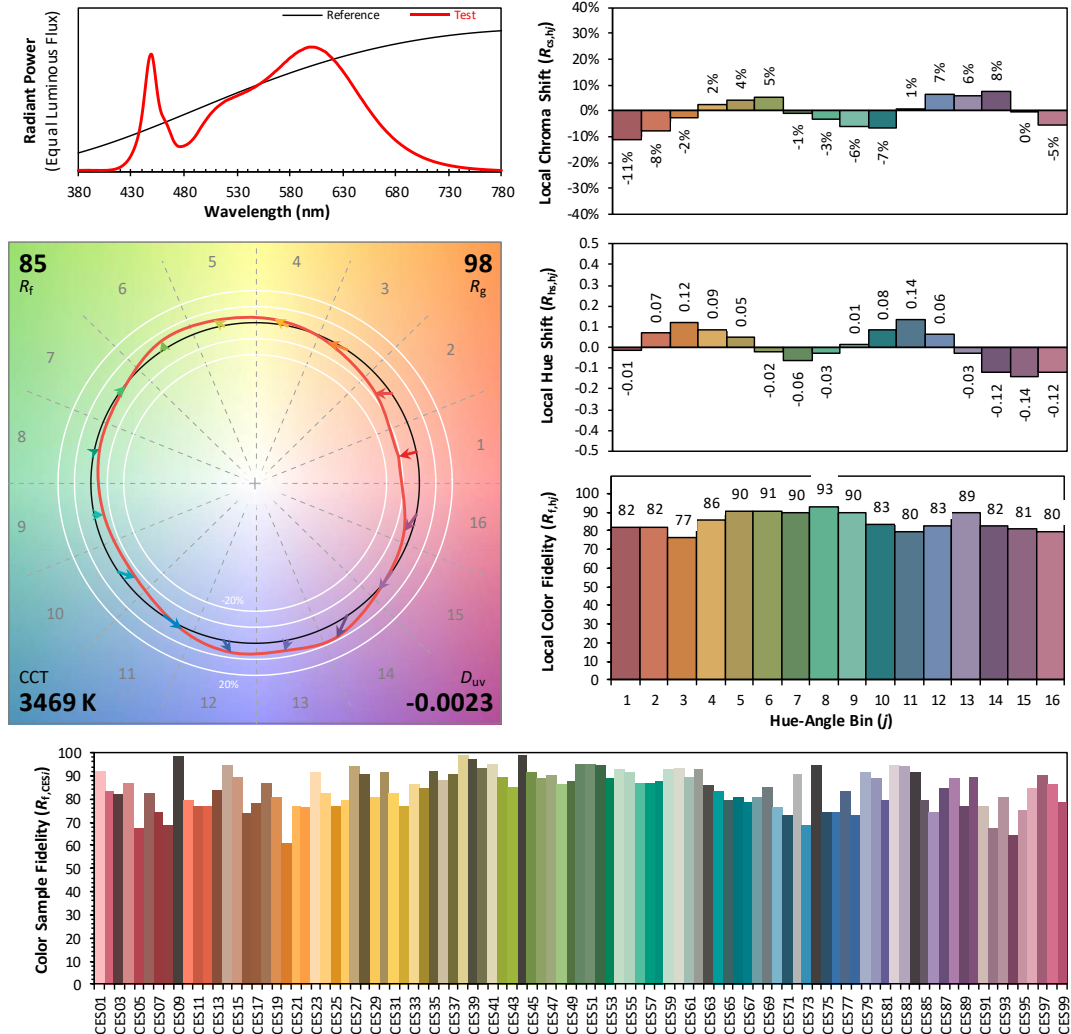 Reference
Test
Radiant Power
(Equal Luminous Flux)
380 430 480 530 580 630 680 730 780
Wavelength (nm)
Local Chroma Shift (Rcs,hj)
40%
30%
20%
10%
0%
-10%
-20%
-30%
-40%
-11% -8% -2% 2% 4% 5% -1% -3% -6% -7% 1% 7% 6% 8% 0% -5%
85
Rf
98
Rg
5 4
6 3
7 2
8 1
9 16
10 15
11 14
12 13
-20%
20%
CCT
3469 K
Duv
-0.0023
Local Hue Shift (Rhs,hj)
0.5
0.4
0.3
0.2
0.1
0.0
-0.1
-0.2
-0.3
-0.4
-0.5
-0.01 0.07 0.12 0.09 0.05 -0.02 -0.06 -0.03 0.01 0.08 0.14 0.06 -0.03 -0.12 -0.14 -0.12
Local Color Fidelity (Rf,hj)
100
90
80
70
60
50
40
30
20
10
0
82 82 77 86 90 91 90 93 90 83 80 83 89 82 81 80
1 2 3 4 5 6 7 8 9 10 11 12 13 14 15 16
Hue-Angle Bin (j)
Color Sample Fidelity (Rf,CESi)
100
90
80
70
60
50
40
30
20
10
0
CES01 CES03 CES05 CES07 CES09 CES11 CES13 CES15 CES17 CES19 CES21 CES23 CES25 CES27 CES29 CES31 CES33 CES35 CES37 CES39 CES41 CES43 CES45 CES47 CES49 CES51 CES53 CES55 CES57 CES59 CES61 CES63 CES65 CES67 CES69 CES71 CES73 CES75 CES77 CES79 CES81 CES83 CES85 CES87 CES89 CES91 CES93 CES95 CES97 CES99